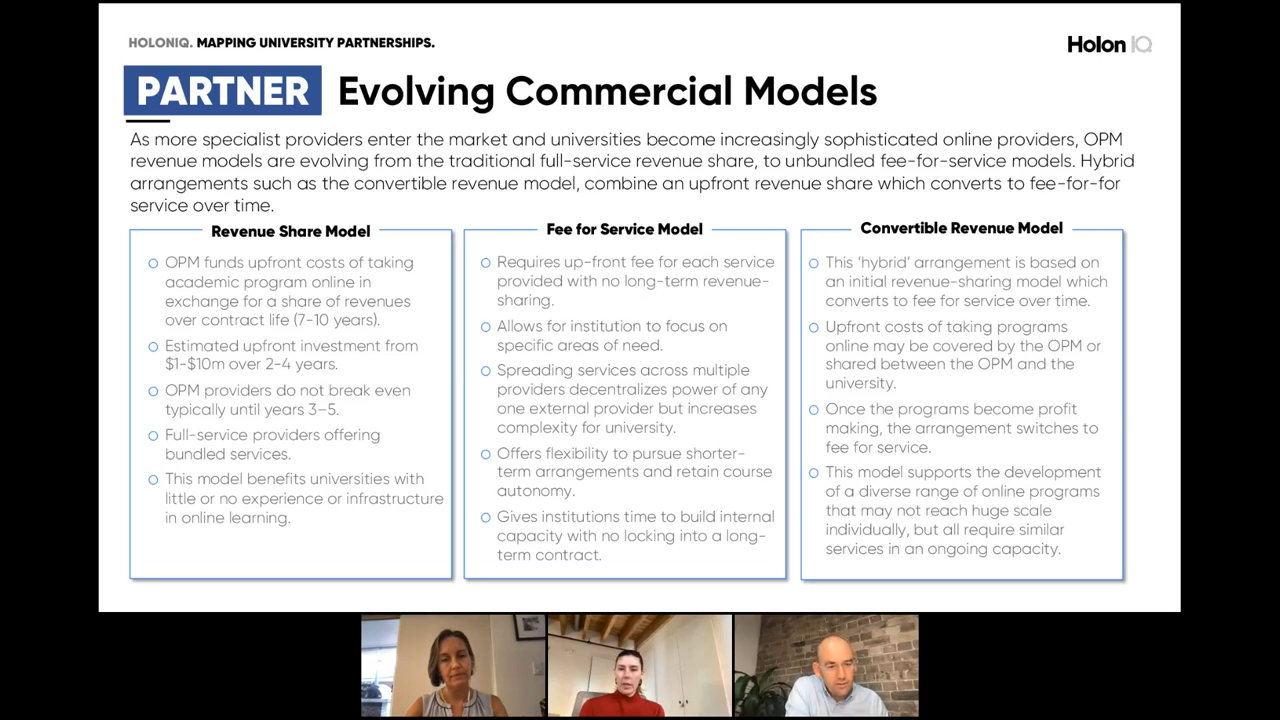 HOLONIQ. MAPPING UNIVERSITY PARTNERSHIPS.
Holon IQ
PARTNER Evolving Commercial Models
As more specialist providers enter the market and universities become increasingly sophisticated online providers, OPM
revenue models are evolving from the traditional full-service revenue share, to unbundled fee-for-service models. Hybrid
arrangements such as the convertible revenue model, combine an upfront revenue share which converts to fee-for-for
service over time.
Revenue Share Model
OPM funds upfront costs of taking
academic program online in
exchange for a share of revenues
over contract life (7-10 years).
Estimated upfront investment from
$1-$10m over 2-4 years.
OPM providers do not break even
typically until years 3–5.
Full-service providers offering
bundled services.
This model benefits universities with
little or no experience or infrastructure
in online learning.
Fee for Service Model
Requires up-front fee for each service
provided with no long-term revenue-
sharing.
Allows for institution to focus on
specific areas of need.
Spreading services across multiple
providers decentralizes power of any
one external provider but increases
complexity for university.
Offers flexibility to pursue shorter-
term arrangements and retain course
autonomy.
Gives institutions time to build internal
capacity with no locking into a long-
term contract.
Convertible Revenue Model
This ‘hybrid’ arrangement is based on
an initial revenue-sharing model which
converts to fee for service over time.
Upfront costs of taking programs
online may be covered by the OPM or
shared between the OPM and the
university.
Once the programs become profit
making, the arrangement switches to
fee for service.
This model supports the development
of a diverse range of online programs
that may not reach huge scale
individually, but all require similar
services in an ongoing capacity.